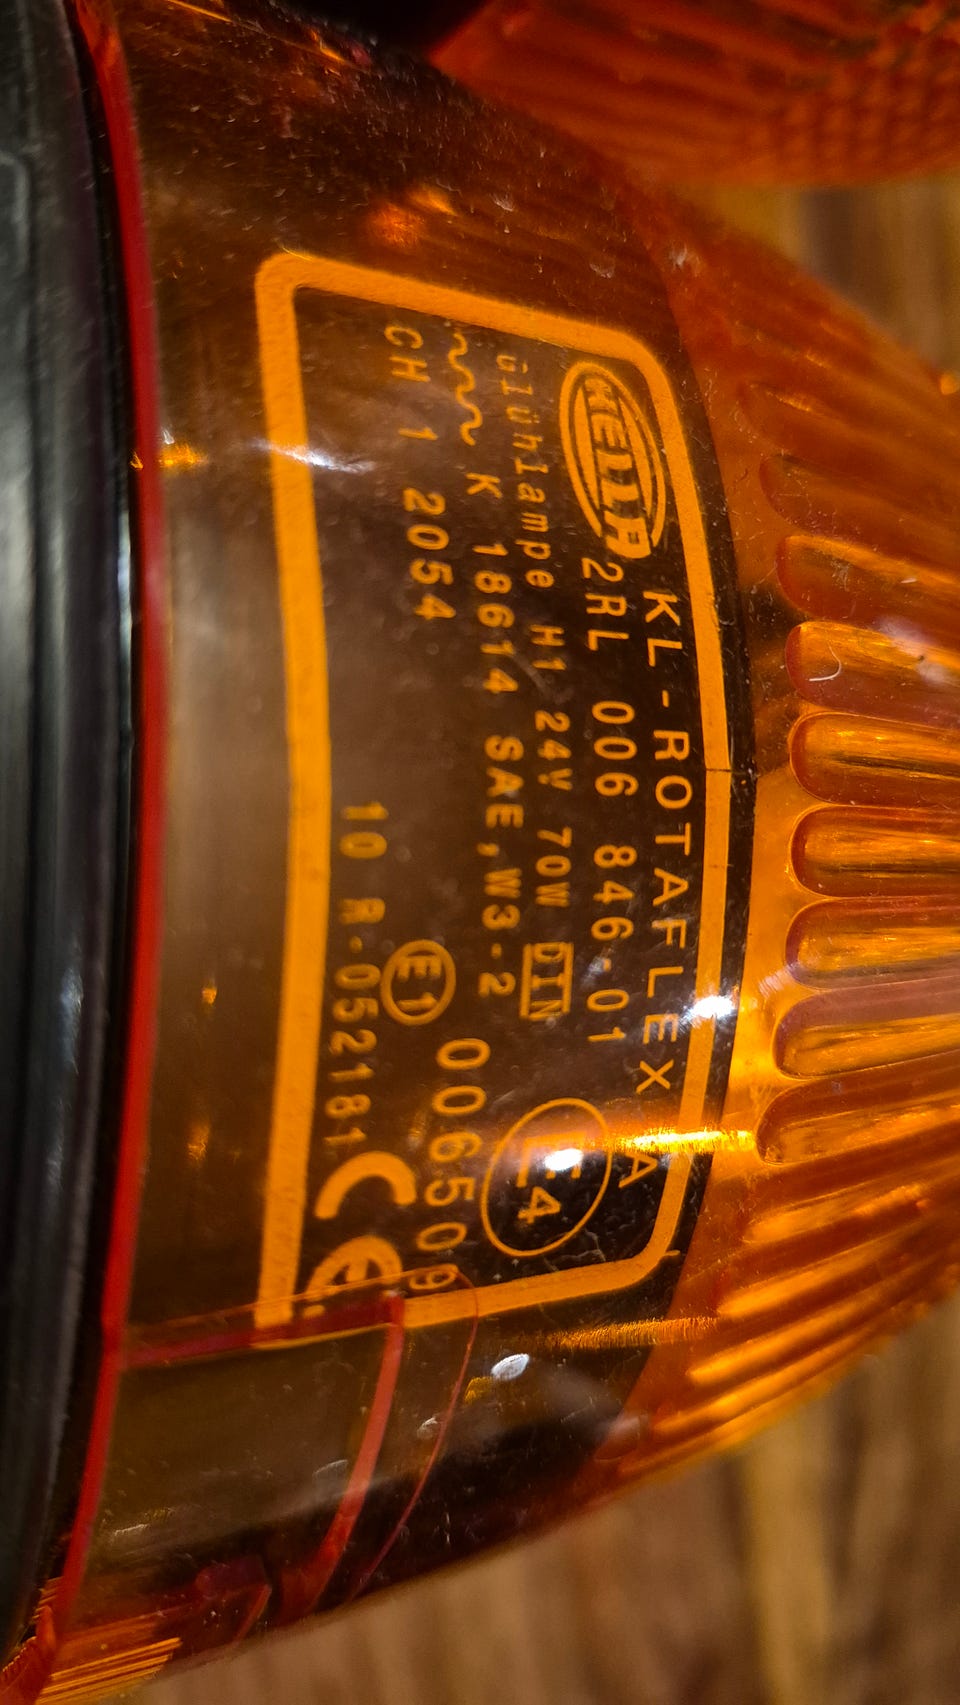 KL-ROTAFLEX A
HELLA 2RL 006 846-01
Glühlampe H1 24V 70W DIN E4
K 18614 SAE,W3-2
CH 1 2054 E1 006509
10 R-052181 CE